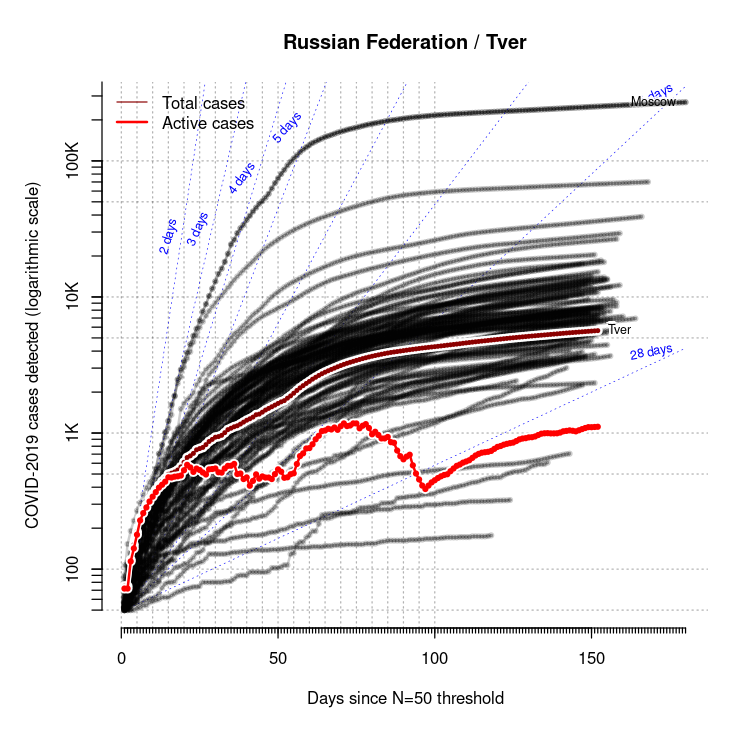 Russian Federation / Tver
Total cases
Active cases
2 days
3 days
4 days
5 days
days
Moscow
Tver
28 days
COVID-2019 cases detected (logarithmic scale)
100
1K
10K
100K
0
50
100
150
Days since N=50 threshold